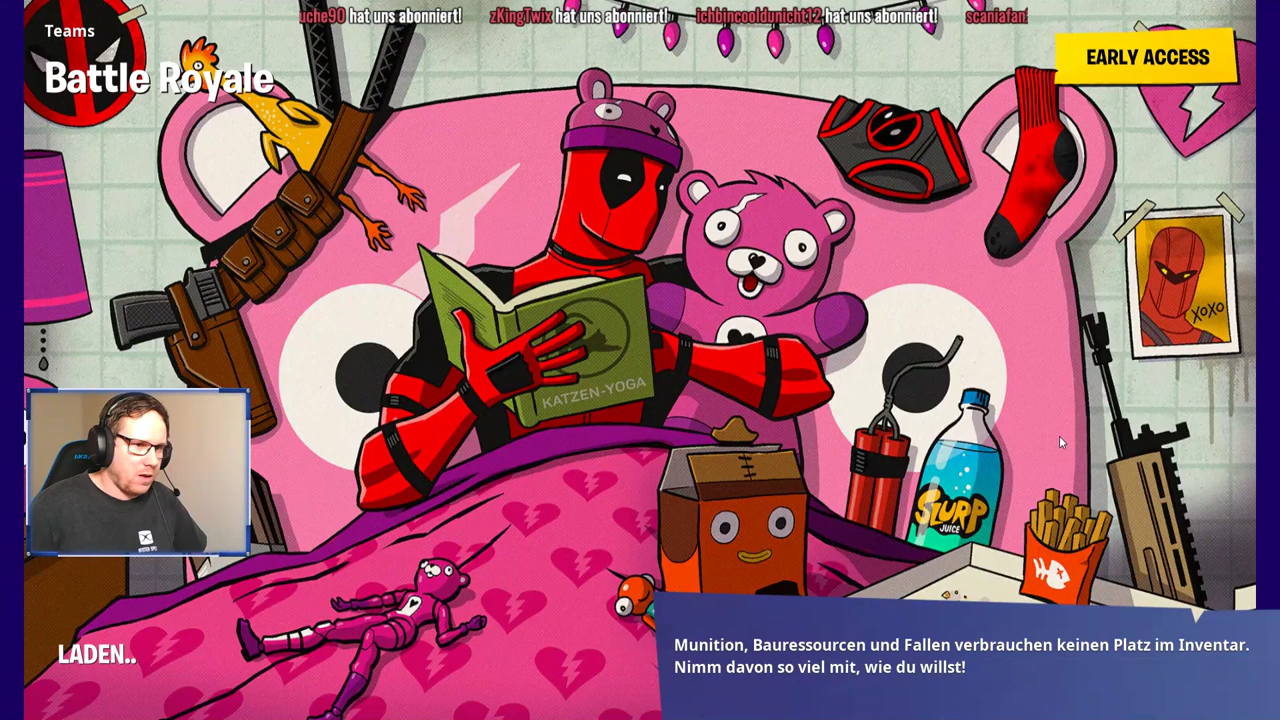 uche90 hat uns abonniert! zKingTwix hat uns abonniert! ichbincooldunicht12 hat uns abonniert! scaniafan
Teams
Battle Royale
EARLY ACCESS
XOXO
KATZEN-YOGA
SLURP
JUICE
LADEN..
Munition, Bauressourcen und Fallen verbrauchen keinen Platz im Inventar.
Nimm davon so viel mit, wie du willst!